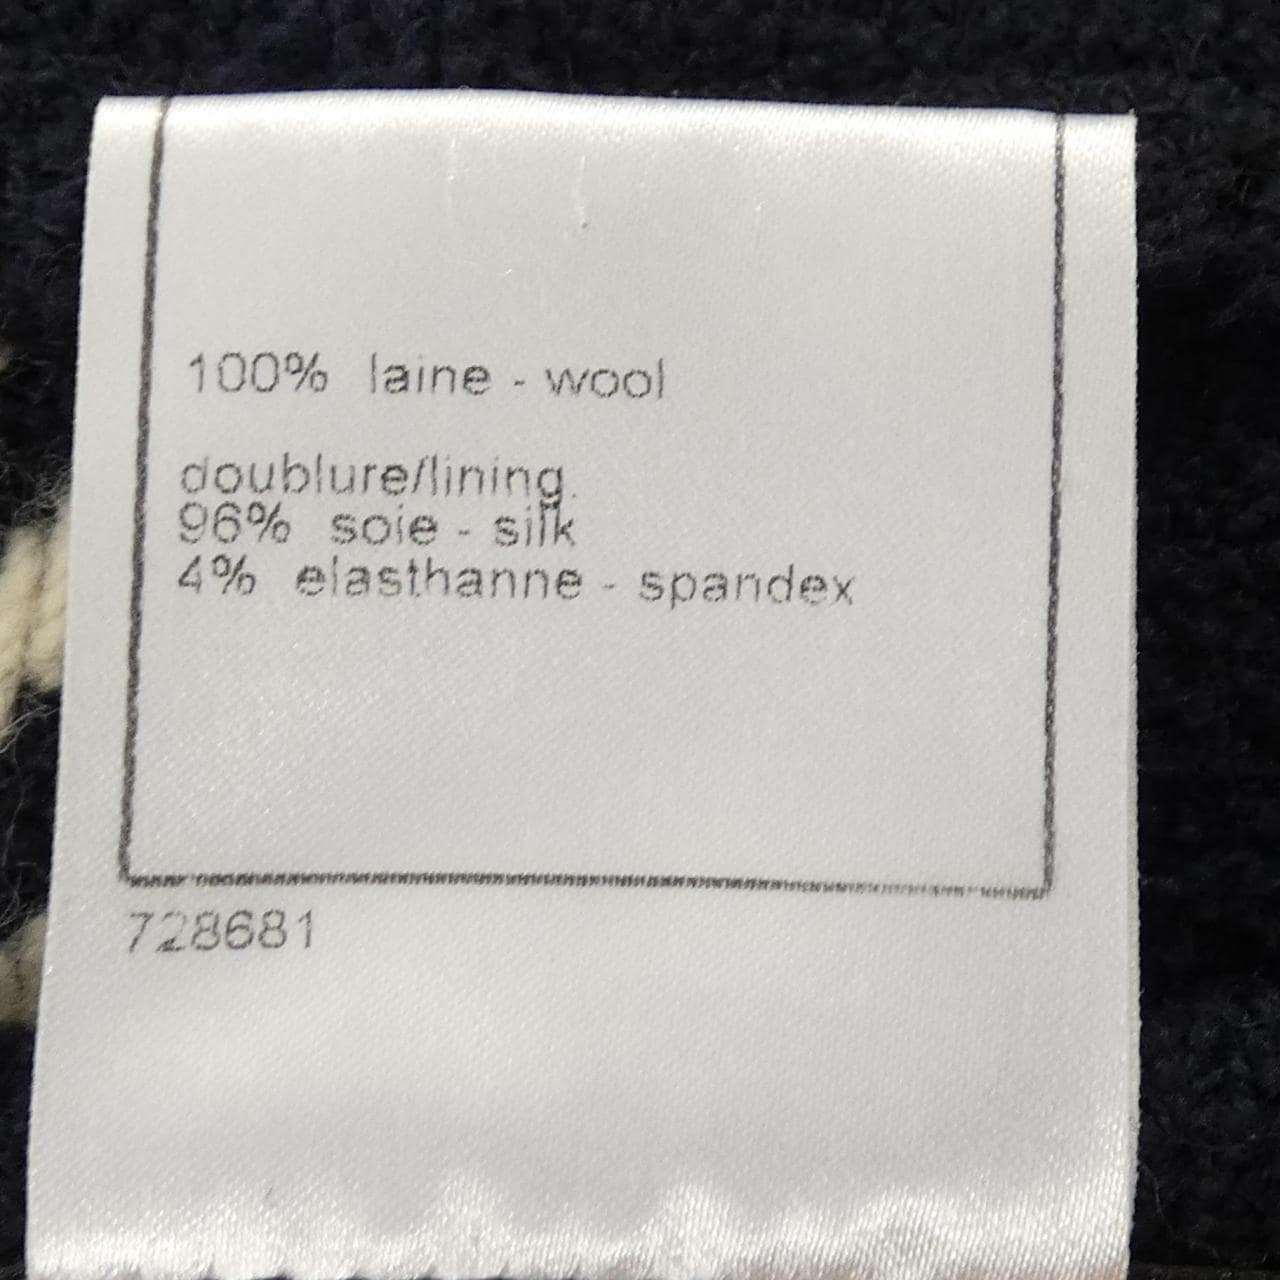 100% laine - wool
doublure/lining.
96% soie - silk
4% elasthanne - spandex
728681